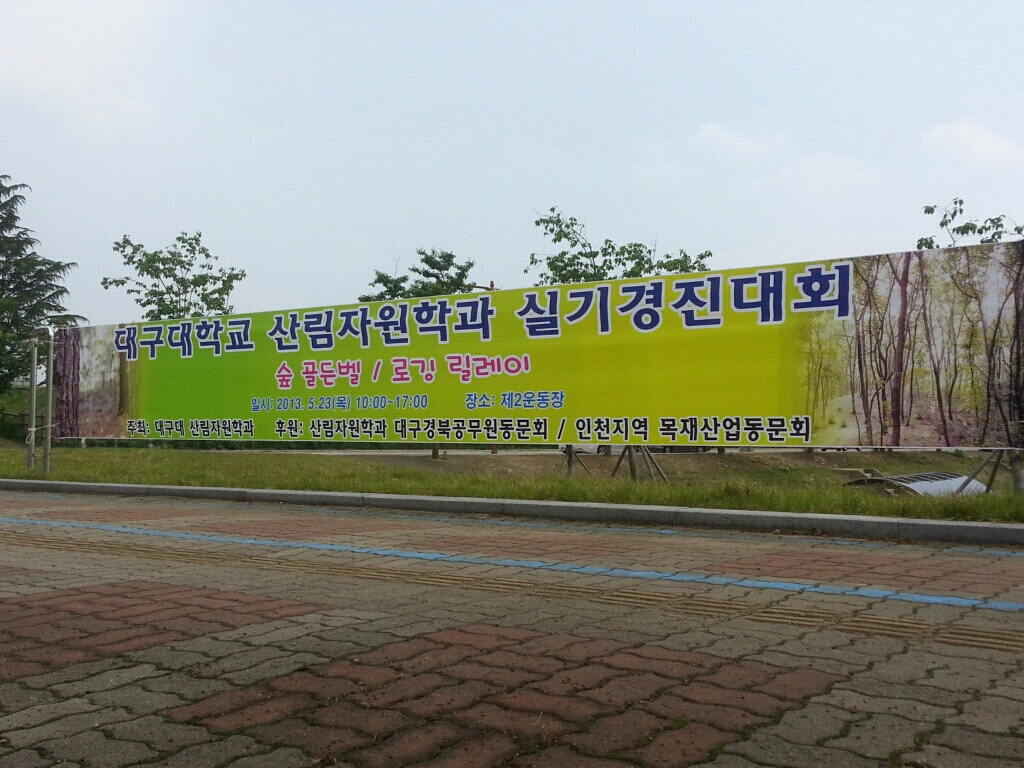 대구대학교 산림자원학과 실기경진대회
숲 골든벨 / 로깅 릴레이
일시: 2013. 5.23(목) 10:00~17:00 장소: 제2운동장
주최: 대구대 산림자원학과 후원: 산림자원학과 대구경북공무원동문회 / 인천지역 목재산업동문회